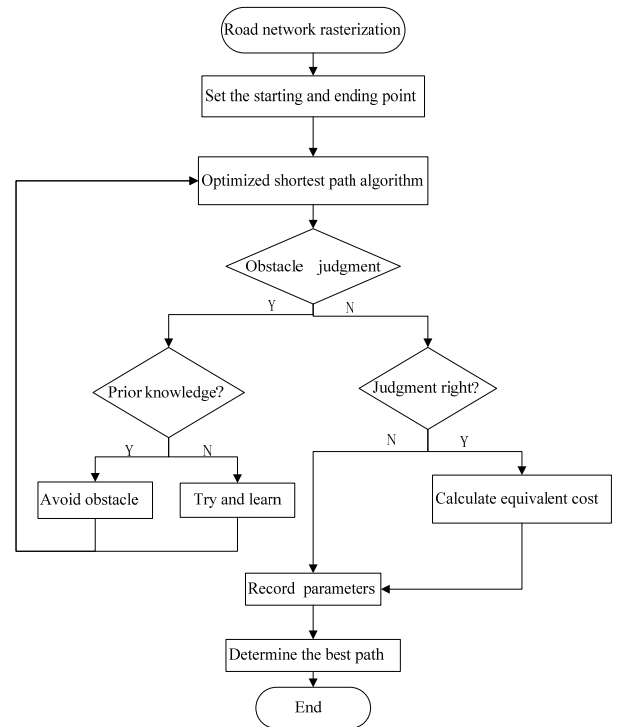 Road network rasterization
Set the starting and ending point
Optimized shortest path algorithm
Obstacle judgment
Y
N
Prior knowledge?
Judgment right?
Y
N
N
Y
Avoid obstacle
Try and learn
Calculate equivalent cost
Record parameters
Determine the best path
End